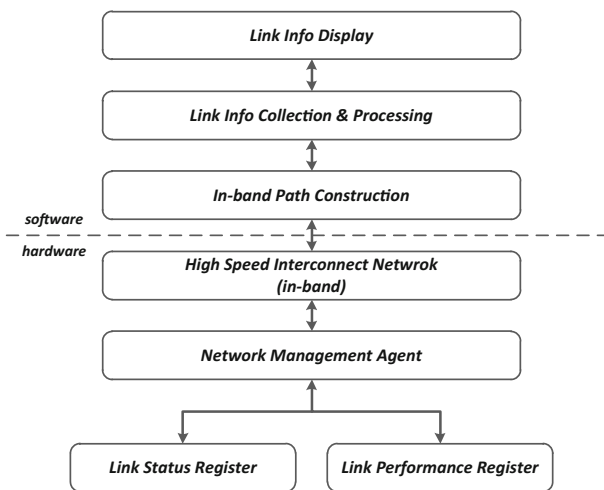 Link Info Display
Link Info Collection & Processing
In-band Path Construction
software
hardware
High Speed Interconnect Netwrok
(in-band)
Network Management Agent
Link Status Register
Link Performance Register